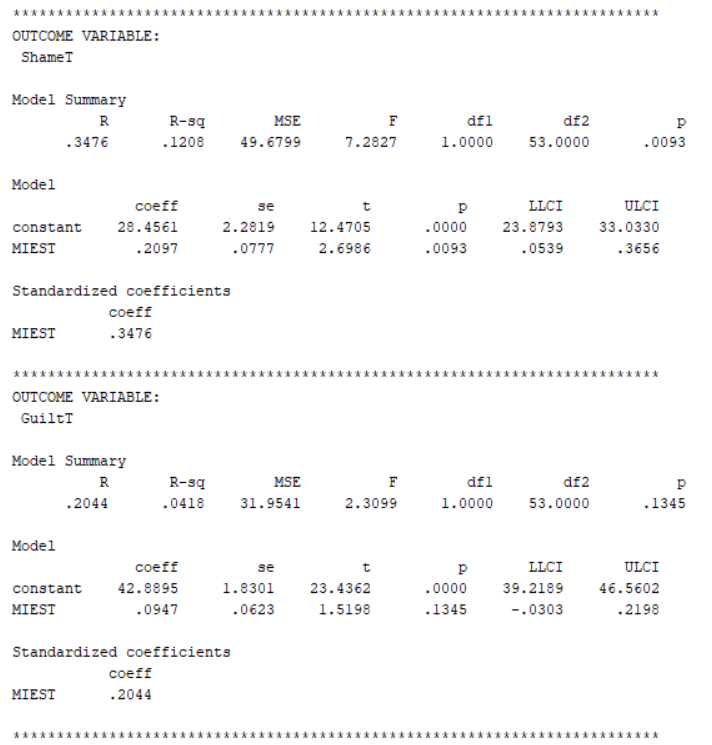 **************************************************************************
OUTCOME VARIABLE:
 ShameT
Model Summary
          R       R-sq        MSE          F        df1        df2          p
      .3476      .1208    49.6799     7.2827     1.0000    53.0000      .0093
Model
              coeff         se          t          p       LLCI       ULCI
constant    28.4561     2.2819    12.4705      .0000    23.8793    33.0330
MIEST         .2097      .0777     2.6986      .0093      .0539      .3656
Standardized coefficients
           coeff
MIEST      .3476
**************************************************************************
OUTCOME VARIABLE:
 GuiltT
Model Summary
          R       R-sq        MSE          F        df1        df2          p
      .2044      .0418    31.9541     2.3099     1.0000    53.0000      .1345
Model
              coeff         se          t          p       LLCI       ULCI
constant    42.8895     1.8301    23.4362      .0000    39.2189    46.5602
MIEST         .0947      .0623     1.5198      .1345     -.0303      .2198
Standardized coefficients
           coeff
MIEST      .2044
**************************************************************************